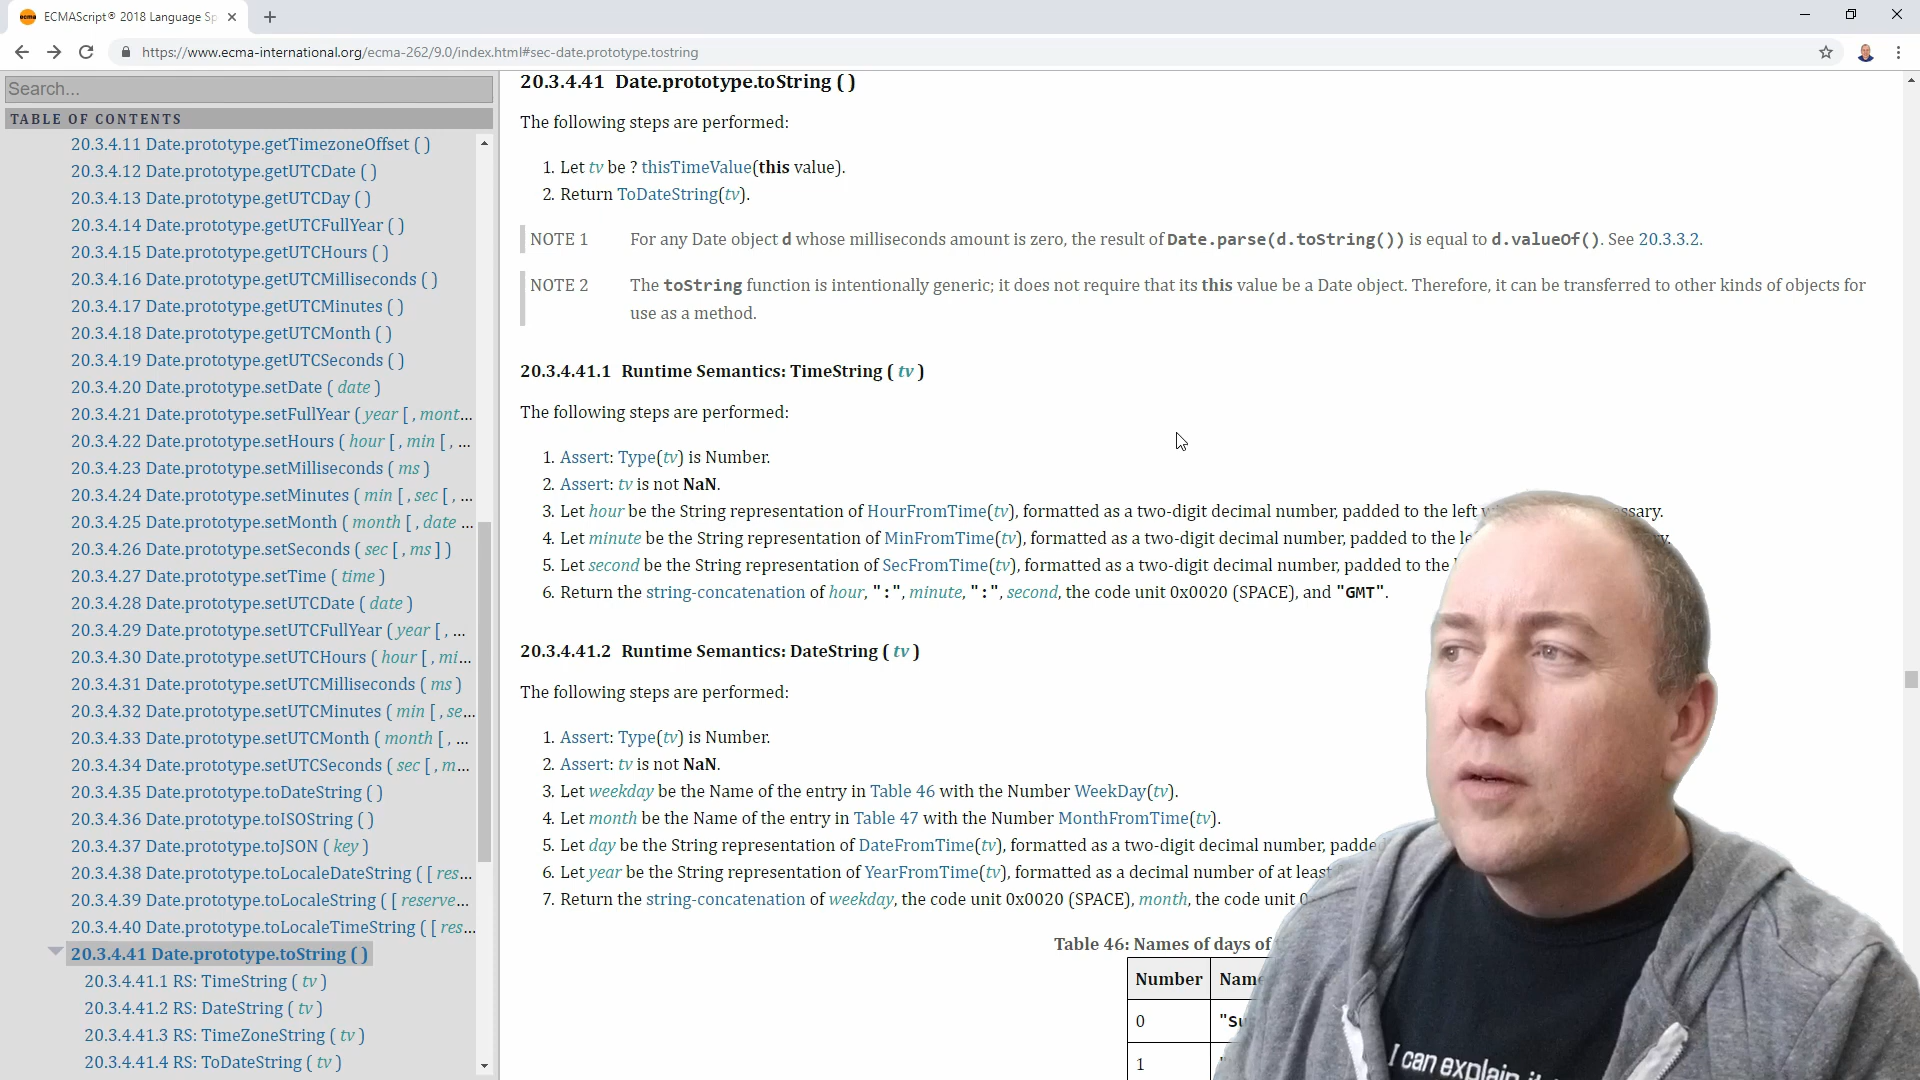 ECMAScript® 2018 Language Sp
https://www.ecma-international.org/ecma-262/9.0/index.html#sec-date.prototype.tostring
Search...
TABLE OF CONTENTS
20.3.4.11 Date.prototype.getTimezoneOffset ( )
20.3.4.12 Date.prototype.getUTCDate ( )
20.3.4.13 Date.prototype.getUTCDay ( )
20.3.4.14 Date.prototype.getUTCFullYear ( )
20.3.4.15 Date.prototype.getUTCHours ( )
20.3.4.16 Date.prototype.getUTCMilliseconds ( )
20.3.4.17 Date.prototype.getUTCMinutes ( )
20.3.4.18 Date.prototype.getUTCMonth ( )
20.3.4.19 Date.prototype.getUTCSeconds ( )
20.3.4.20 Date.prototype.setDate ( date )
20.3.4.21 Date.prototype.setFullYear ( year [ , mont...
20.3.4.22 Date.prototype.setHours ( hour [ , min [ , ...
20.3.4.23 Date.prototype.setMilliseconds ( ms )
20.3.4.24 Date.prototype.setMinutes ( min [ , sec [ , ...
20.3.4.25 Date.prototype.setMonth ( month [ , date ...
20.3.4.26 Date.prototype.setSeconds ( sec [ , ms ] )
20.3.4.27 Date.prototype.setTime ( time )
20.3.4.28 Date.prototype.setUTCDate ( date )
20.3.4.29 Date.prototype.setUTCFullYear ( year [ , ...
20.3.4.30 Date.prototype.setUTCHours ( hour [ , mi...
20.3.4.31 Date.prototype.setUTCMilliseconds ( ms )
20.3.4.32 Date.prototype.setUTCMinutes ( min [ , se...
20.3.4.33 Date.prototype.setUTCMonth ( month [ , ...
20.3.4.34 Date.prototype.setUTCSeconds ( sec [ , m...
20.3.4.35 Date.prototype.toDateString ( )
20.3.4.36 Date.prototype.toISOString ( )
20.3.4.37 Date.prototype.toJSON ( key )
20.3.4.38 Date.prototype.toLocaleDateString ( [ res...
20.3.4.39 Date.prototype.toLocaleString ( [ reserve...
20.3.4.40 Date.prototype.toLocaleTimeString ( [ res...
20.3.4.41 Date.prototype.toString ( )
20.3.4.41.1 RS: TimeString ( tv )
20.3.4.41.2 RS: DateString ( tv )
20.3.4.41.3 RS: TimeZoneString ( tv )
20.3.4.41.4 RS: ToDateString ( tv )
20.3.4.41 Date.prototype.toString ( )
The following steps are performed:
1. Let tv be ? thisTimeValue(this value).
2. Return ToDateString(tv).
NOTE 1 For any Date object d whose milliseconds amount is zero, the result of Date.parse(d.toString()) is equal to d.valueOf(). See 20.3.3.2.
NOTE 2 The toString function is intentionally generic; it does not require that its this value be a Date object. Therefore, it can be transferred to other kinds of objects for
use as a method.
20.3.4.41.1 Runtime Semantics: TimeString ( tv )
The following steps are performed:
1. Assert: Type(tv) is Number.
2. Assert: tv is not NaN.
3. Let hour be the String representation of HourFromTime(tv), formatted as a two-digit decimal number, padded to the left
4. Let minute be the String representation of MinFromTime(tv), formatted as a two-digit decimal number, padded to the
5. Let second be the String representation of SecFromTime(tv), formatted as a two-digit decimal number, padded to the
6. Return the string-concatenation of hour, ":", minute, ":", second, the code unit 0x0020 (SPACE), and "GMT".
20.3.4.41.2 Runtime Semantics: DateString ( tv )
The following steps are performed:
1. Assert: Type(tv) is Number.
2. Assert: tv is not NaN.
3. Let weekday be the Name of the entry in Table 46 with the Number WeekDay(tv).
4. Let month be the Name of the entry in Table 47 with the Number MonthFromTime(tv).
5. Let day be the String representation of DateFromTime(tv), formatted as a two-digit decimal number,
6. Let year be the String representation of YearFromTime(tv), formatted as a decimal number of at least
7. Return the string-concatenation of weekday, the code unit 0x0020 (SPACE), month, the code unit
Table 46: Names of days of
Number
0
1
I can explain